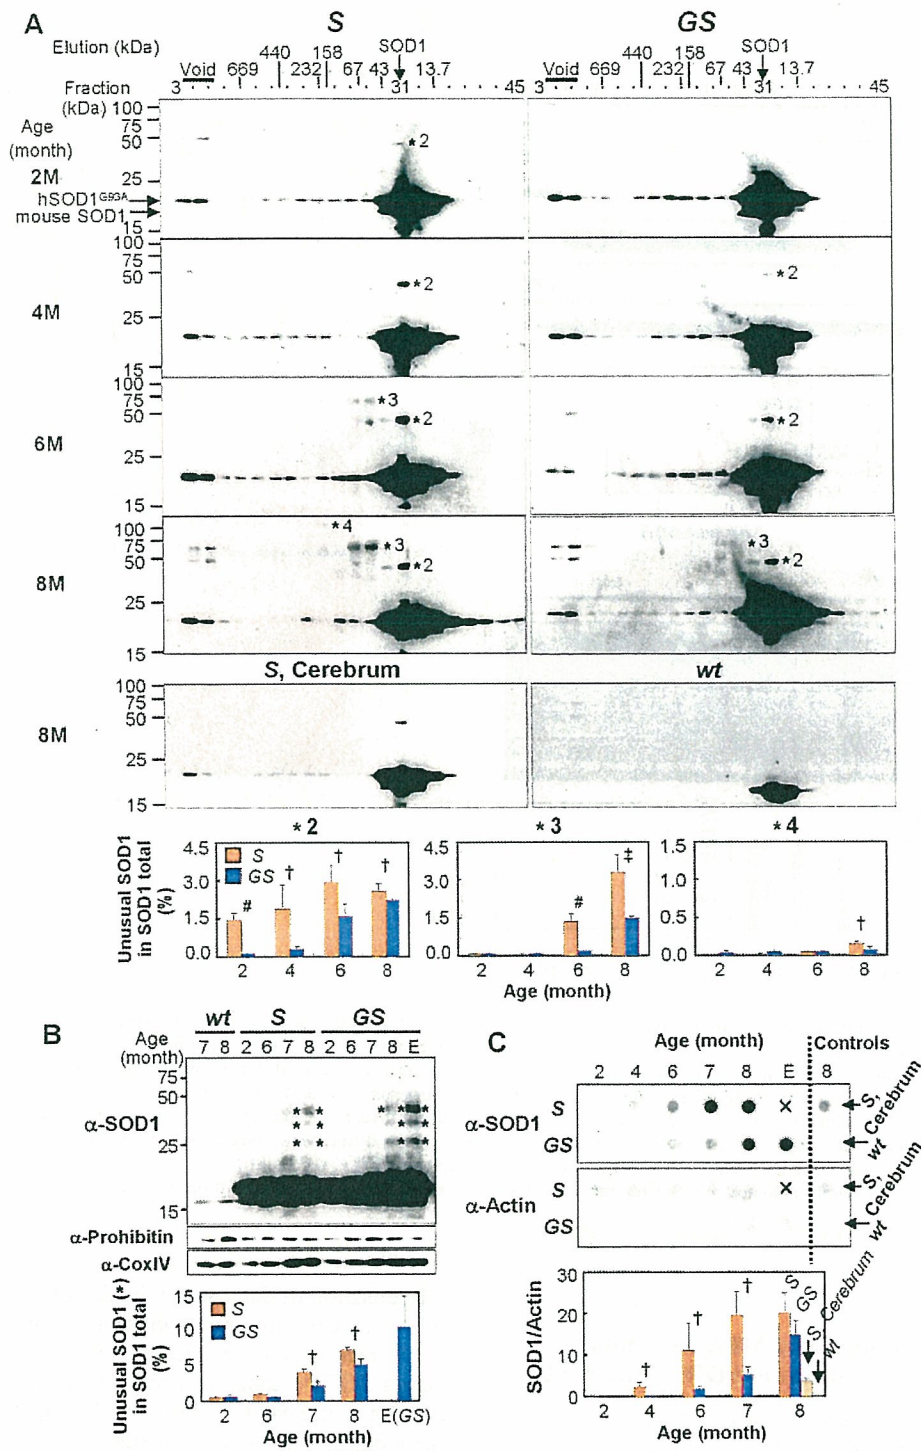 A
S
GS
Elution (kDa)
440 158 SOD1
Void 669 232 67 43 13.7
440 158 SOD1
Void 669 232 67 43 13.7
Fraction 3 31 45 3 31 45
(kDa)
Age
(month)
2M
100
75
50
25
15
hSOD1G93A
mouse SOD1
*2
4M
100
75
50
25
15
*2
*2
6M
100
75
50
25
15
*3
*2
*2
8M
100
75
50
25
15
*4
*3
*2
*3
*2
S, Cerebrum
wt
8M
100
75
50
25
15
*2
*3
*4
Unusual SOD1
in SOD1 total
(%)
4.5
3.0
1.5
0.0
S
GS
# † † †
2 4 6 8
4.5
3.0
1.5
0.0
# ‡
2 4 6 8
1.5
1.0
0.5
0.0
†
2 4 6 8
Age (month)
B
wt S GS
Age
(month)
7 8 2 6 7 8 2 6 7 8 E
75
50
25
15
α-SOD1
* * * * * * * * * * *
α-Prohibitin
α-CoxIV
Unusual SOD1 (*)
in SOD1 total
(%)
15
10
5
0
S
GS
† †
2 6 7 8 E(GS)
Age (month)
C
Age (month) Controls
2 4 6 7 8 E 8
α-SOD1
S ×
GS
S, Cerebrum
wt
α-Actin
S ×
GS
S, Cerebrum
wt
SOD1/Actin
30
20
10
0
† † †
S
GS
S, Cerebrum
wt
2 4 6 7 8
Age (month)